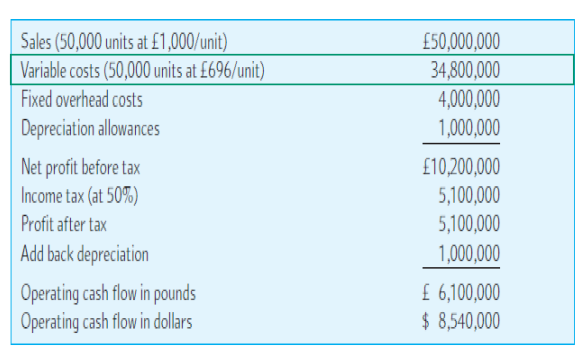 Sales (50,000 units at £1,000/unit) £50,000,000
Variable costs (50,000 units at £696/unit) 34,800,000
Fixed overhead costs 4,000,000
Depreciation allowances 1,000,000
Net profit before tax £10,200,000
Income tax (at 50%) 5,100,000
Profit after tax 5,100,000
Add back depreciation 1,000,000
Operating cash flow in pounds £ 6,100,000
Operating cash flow in dollars $ 8,540,000